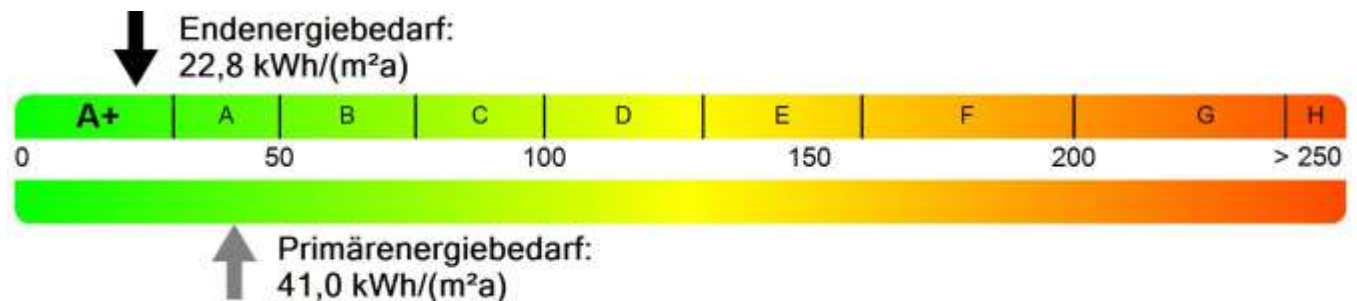 Endenergiebedarf:
22,8 kWh/(m²a)
A+ A B C D E F G H
0 50 100 150 200 > 250
Primärenergiebedarf:
41,0 kWh/(m²a)